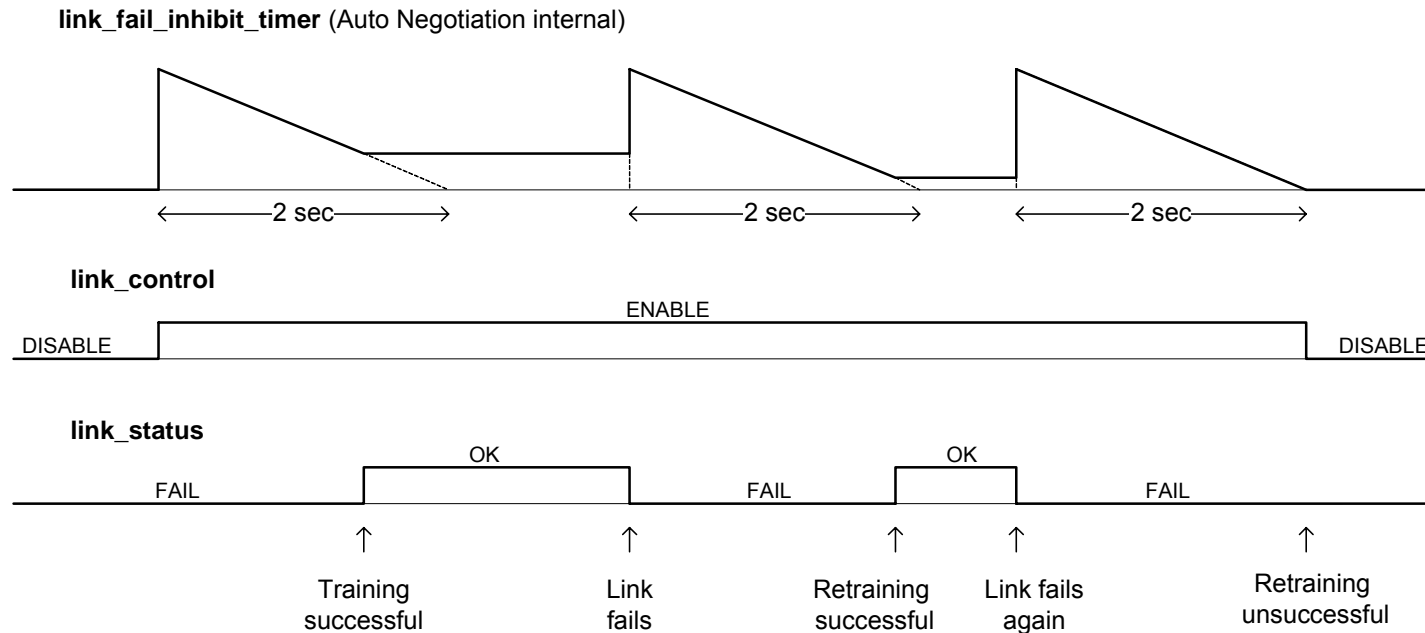 link_fail_inhibit_timer (Auto Negotiation internal)
2 sec
2 sec
2 sec
link_control
ENABLE
DISABLE
DISABLE
link_status
OK
OK
FAIL
FAIL
FAIL
Training
successful
Link
fails
Retraining
successful
Link fails
again
Retraining
unsuccessful